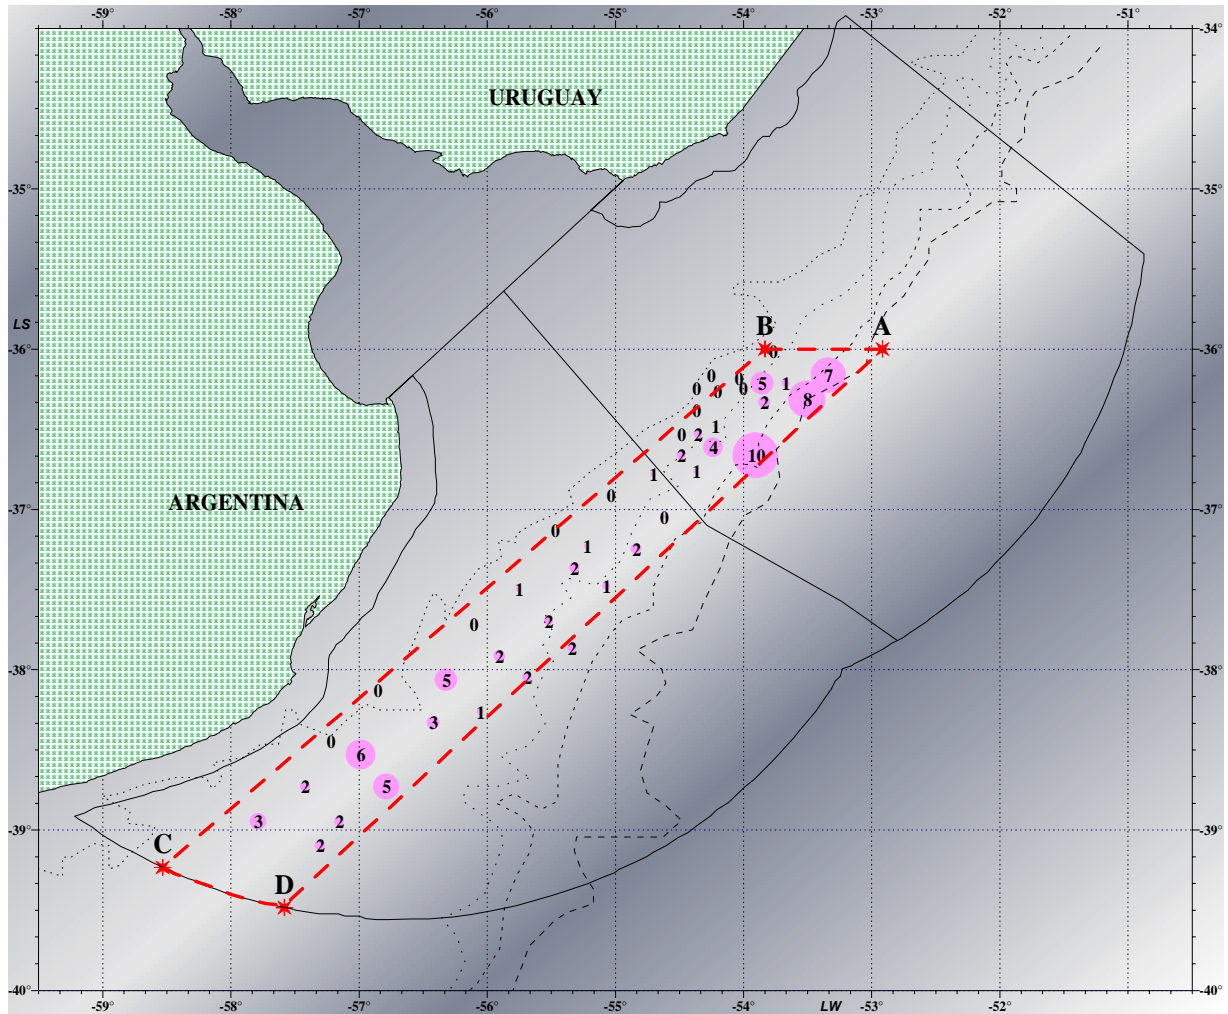 -59° -58° -57° -56° -55° -54° -53° -52° -51°
-34°
URUGUAY
-35° -35°
LS
B A
-36° -36°
0
0 0 5 1 7
0 0 0 2 8
0 1
0 2 4
2 10
1 1
0
ARGENTINA
-37° 0 -37°
0
1 2
2
1 1
0 2
2 2
-38° -38°
5 2
0
3 1
0
6
2 5
3 2
-39° -39°
2
C
D
-40° -40°
-59° -58° -57° -56° -55° -54° LW -53° -52°